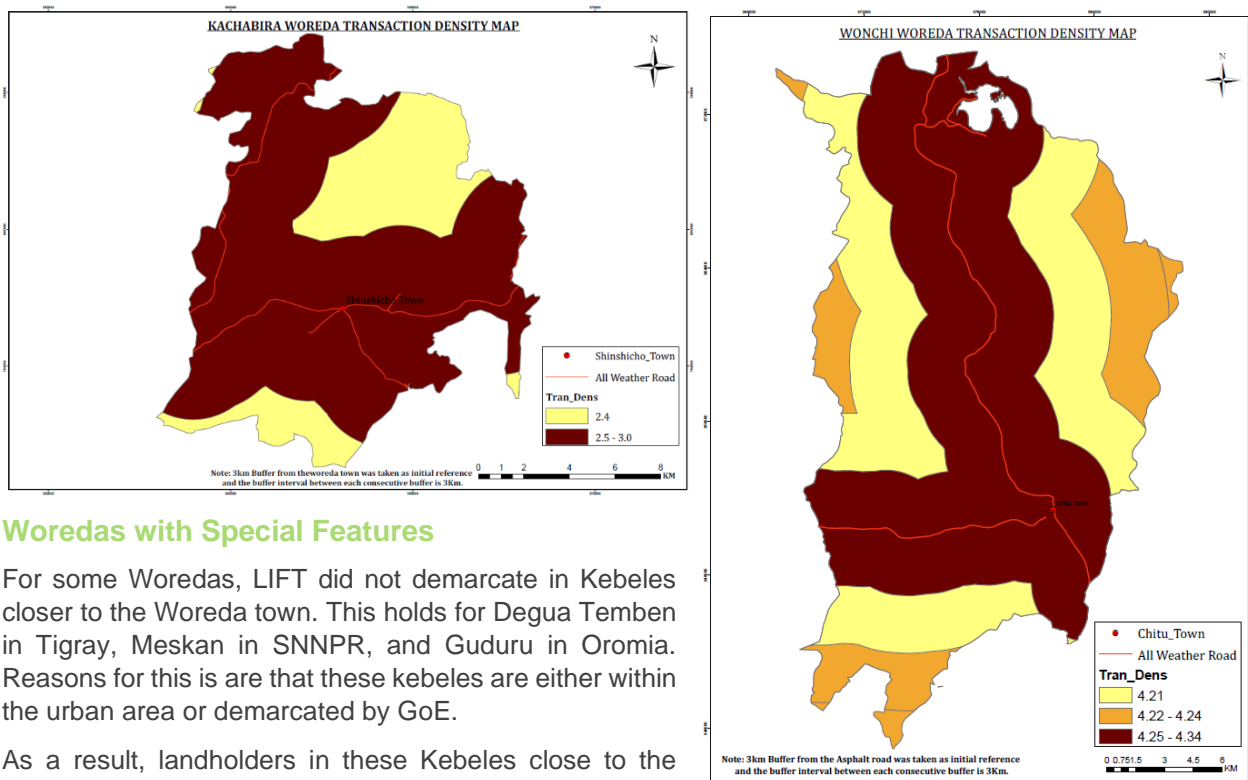 KACHABIRA WOREDA TRANSACTION DENSITY MAP
N
Shinshicho Town
Shinshicho_Town
All Weather Road
Tran_Dens
2.4
2.5 - 3.0
Note: 3km Buffer from theworeda town was taken as initial reference
and the buffer interval between each consecutive buffer is 3Km.
0 1 2 4 6 8
KM
Woredas with Special Features
For some Woredas, LIFT did not demarcate in Kebeles
closer to the Woreda town. This holds for Degua Temben
in Tigray, Meskan in SNNPR, and Guduru in Oromia.
Reasons for this is are that these kebeles are either within
the urban area or demarcated by GoE.
As a result, landholders in these Kebeles close to the
WONCHI WOREDA TRANSACTION DENSITY MAP
N
Chitu Town
Chitu_Town
All Weather Road
Tran_Dens
4.21
4.22 - 4.24
4.25 - 4.34
Note: 3km Buffer from the Asphalt road was taken as initial reference
and the buffer interval between each consecutive buffer is 3Km.
0 0.751.5 3 4.5 6
KM